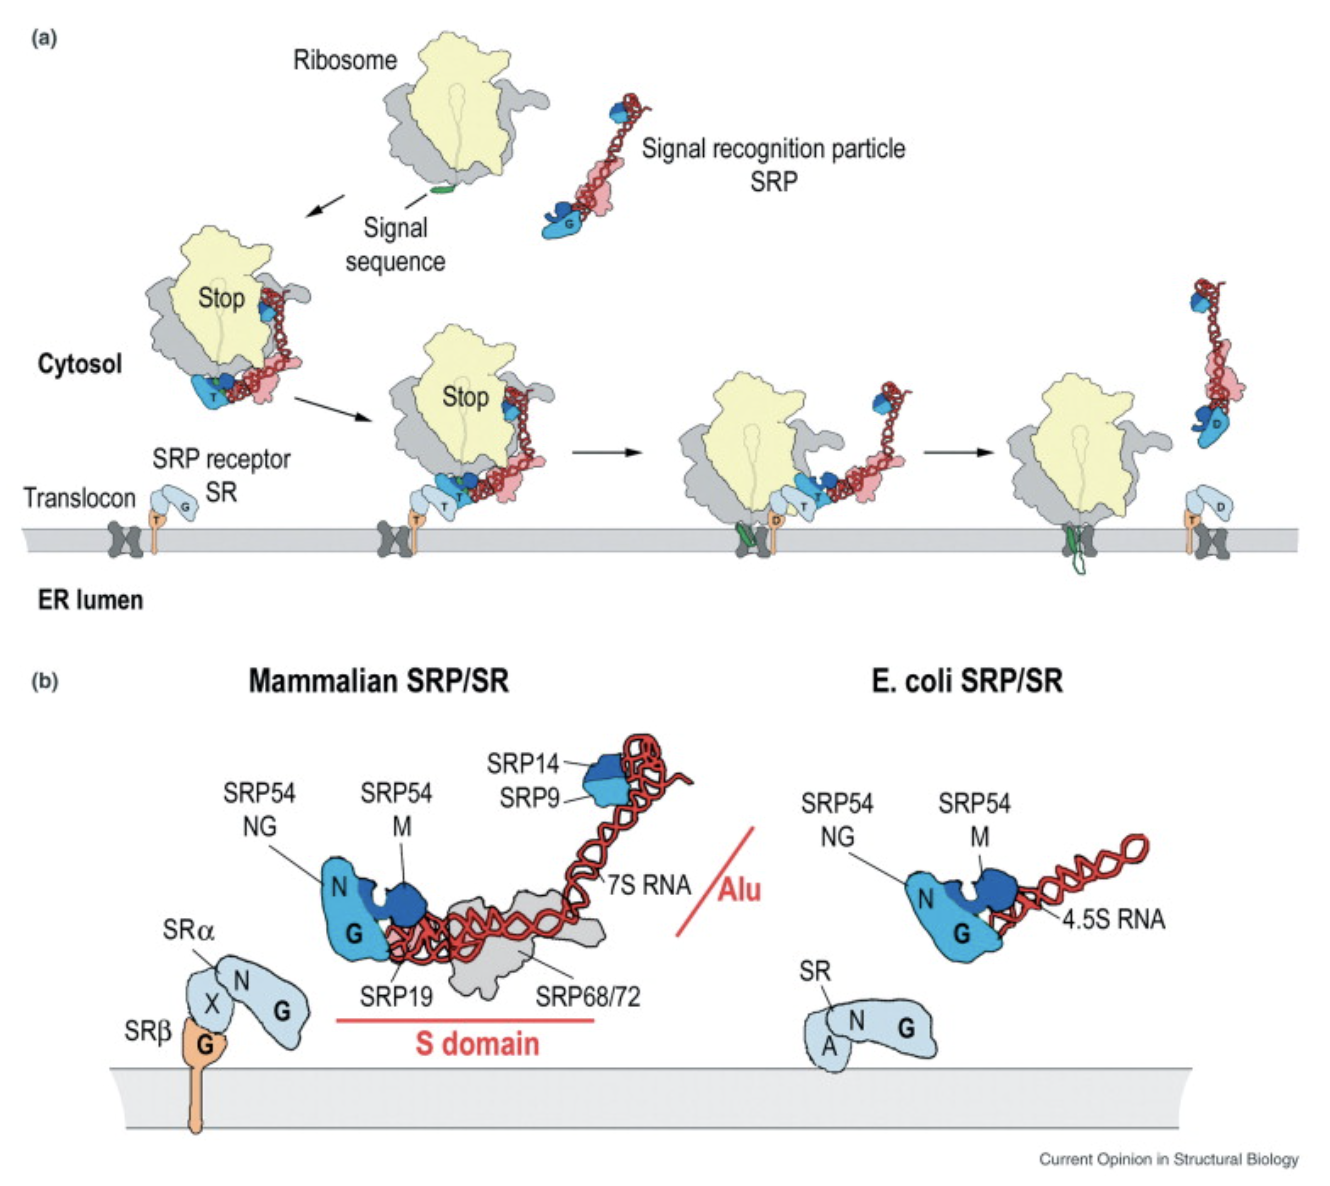 (a)
Ribosome
Signal recognition particle
SRP
G
Signal
sequence
Stop
T
Cytosol
Stop
T
T
T
SRP receptor
SR
Translocon
T
G
D
T
T
D
T
D
ER lumen
(b)
Mammalian SRP/SR
E. coli SRP/SR
SRP14
SRP9
SRP54
NG
SRP54
M
N
G
7S RNA
Alu
SRα
X
N
G
SRβ
G
SRP19
SRP68/72
S domain
SRP54
NG
SRP54
M
N
G
4.5S RNA
SR
A
N
G
Current Opinion in Structural Biology